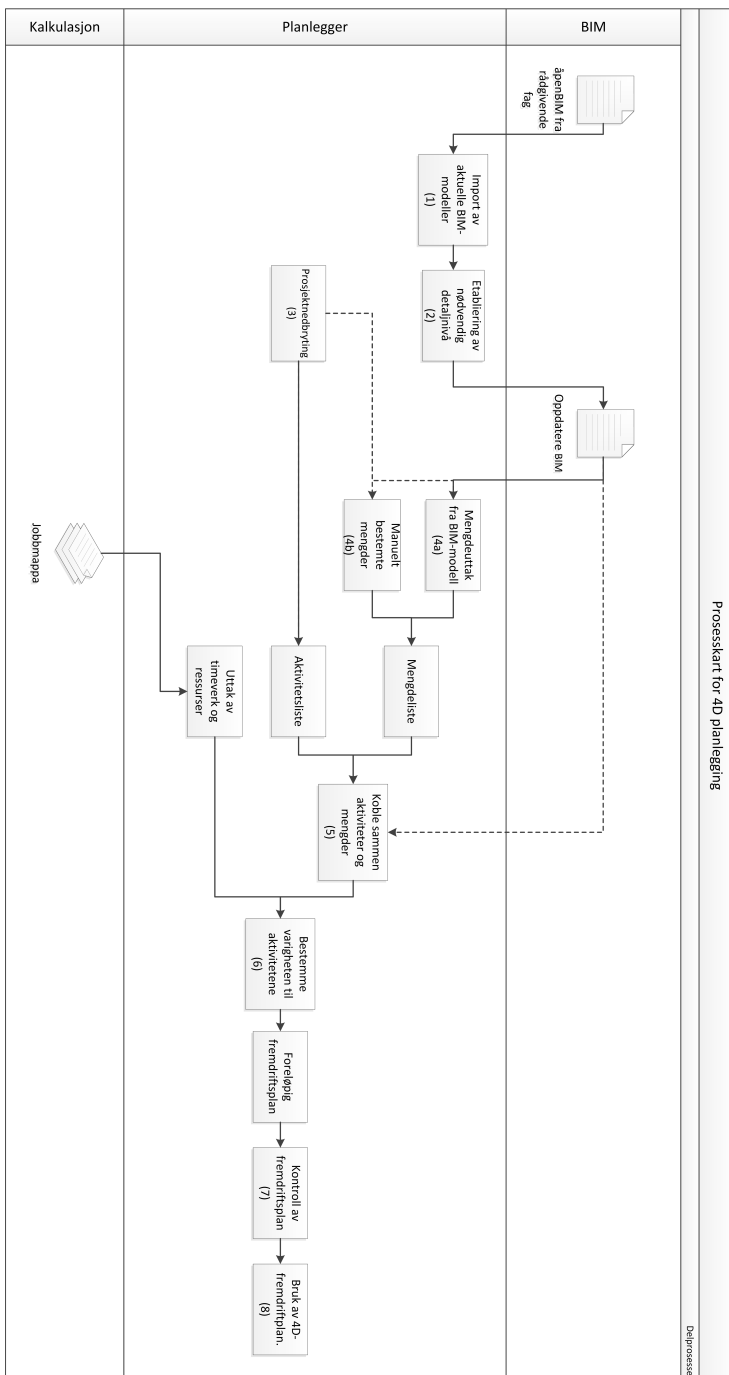 Prosesskart for 4D planlegging
Delprosesse
BIM
Planlegger
Kalkulasjon
åpenBIM fra
rådgivende
fag
Import av
aktuelle BIM-
modeller
(1)
Etabliering av
nødvendig
detaljnivå
(2)
Oppdatere BIM
Prosjektnedbryting
(3)
Mengdeuttak
fra BIM-modell
(4a)
Manuelt
bestemte
mengder
(4b)
Mengdeliste
Aktivitetsliste
Jobbmappa
Uttak av
timeverk og
ressurser
Koble sammen
aktiviteter og
mengder
(5)
Bestemme
varigheten til
aktivitetene
(6)
Foreløpig
fremdriftsplan
Kontroll av
fremdriftsplan
(7)
Bruk av 4D-
fremdriftplan.
(8)